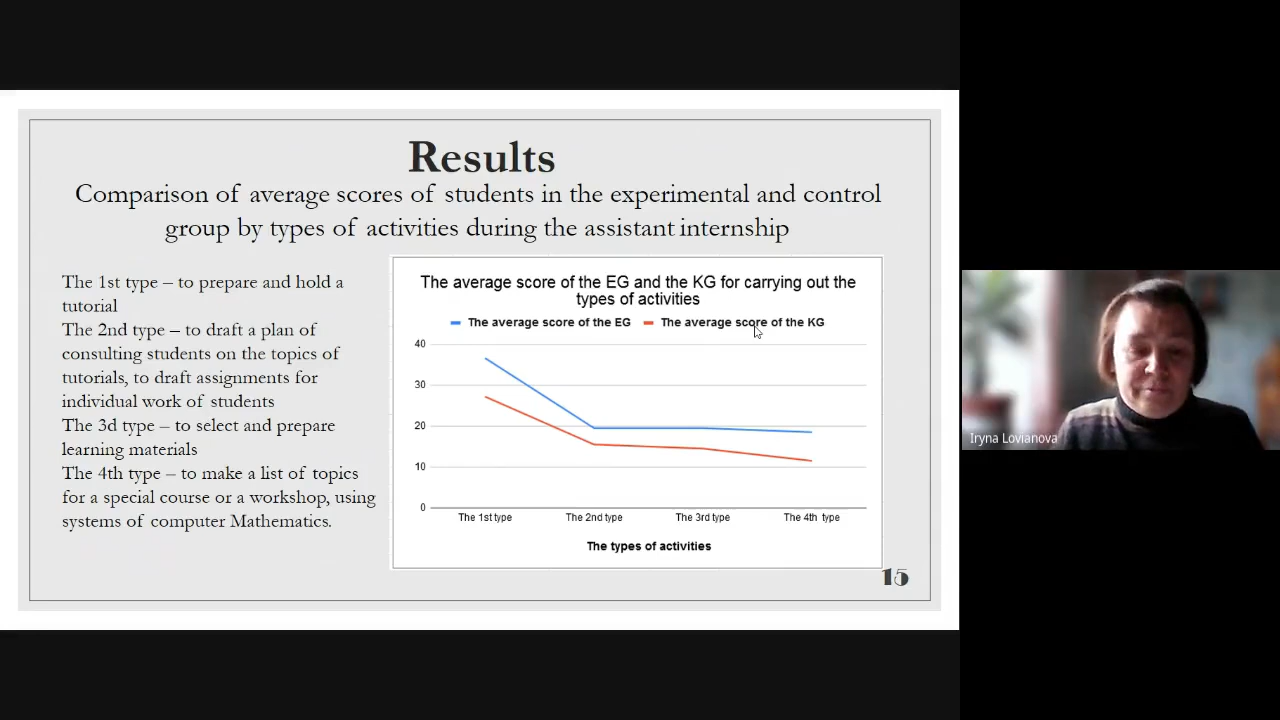 Results
Comparison of average scores of students in the experimental and control
group by types of activities during the assistant internship
The 1st type – to prepare and hold a
tutorial
The 2nd type – to draft a plan of
consulting students on the topics of
tutorials, to draft assignments for
individual work of students
The 3d type – to select and prepare
learning materials
The 4th type – to make a list of topics
for a special course or a workshop, using
systems of computer Mathematics.
The average score of the EG and the KG for carrying out the
types of activities
The average score of the EG
The average score of the KG
40
30
20
10
0
The 1st type
The 2nd type
The 3rd type
The 4th type
The types of activities
15
Iryna Lovianova